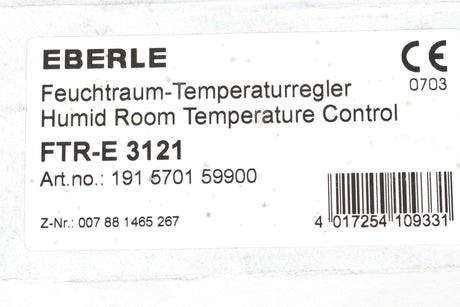 EBERLE
CE
0703
Feuchtraum-Temperaturregler
Humid Room Temperature Control
FTR-E 3121
Art.no.: 191 5701 59900
Z-Nr.: 007 88 1465 267
4 017254 109331